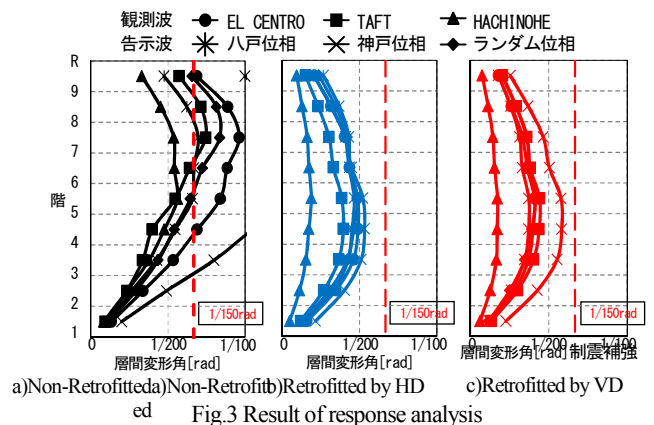 観測波 EL CENTRO TAFT HACHINOHE
告示波 八戸位相 神戸位相 ランダム位相
R
9
8
7
6
階
5
4
3
2
1
1/150rad
1/150rad
1/150rad
0 1/200 1/100
0 1/200 1/100
0 1/200 1/100
層間変形角[rad]
層間変形角[rad]
層間変形角[rad] 制震補強
a)Non-Retrofitteda)Non-Retrofitt
ed
b)Retrofitted by HD
c)Retrofitted by VD
Fig.3 Result of response analysis